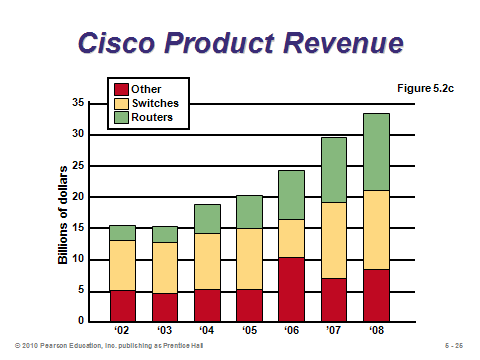 Cisco Product Revenue
Figure 5.2c
Other
Switches
Routers
Billions of dollars
35
30
25
20
15
10
5
0
‘02 ‘03 ‘04 ‘05 ‘06 ‘07 ‘08
© 2010 Pearson Education, Inc. publishing as Prentice Hall
5 - 25